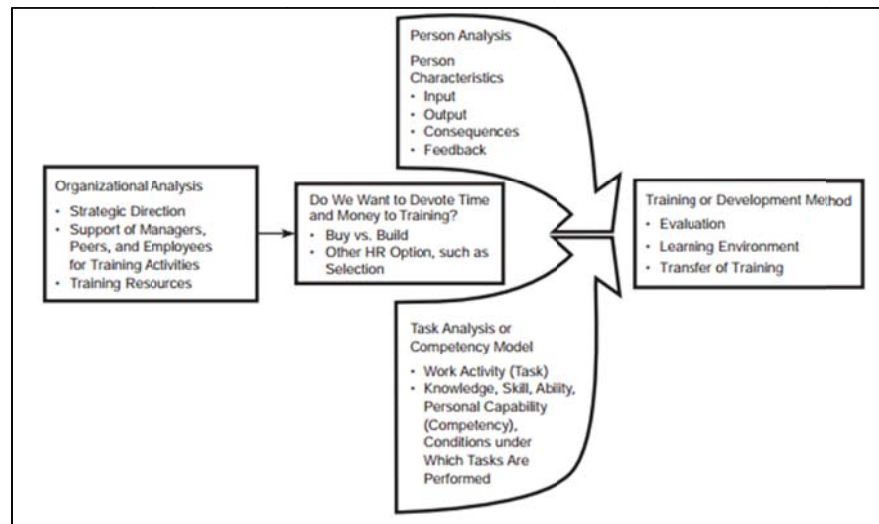 Person Analysis
Person
Characteristics
• Input
• Output
• Consequences
• Feedback
Organizational Analysis
• Strategic Direction
• Support of Managers,
Peers, and Employees
for Training Activities
• Training Resources
Do We Want to Devote Time
and Money to Training?
• Buy vs. Build
• Other HR Option, such as
Selection
Training or Development Method
• Evaluation
• Learning Environment
• Transfer of Training
Task Analysis or
Competency Model
• Work Activity (Task)
• Knowledge, Skill, Ability,
Personal Capability
(Competency),
Conditions under
Which Tasks Are
Performed